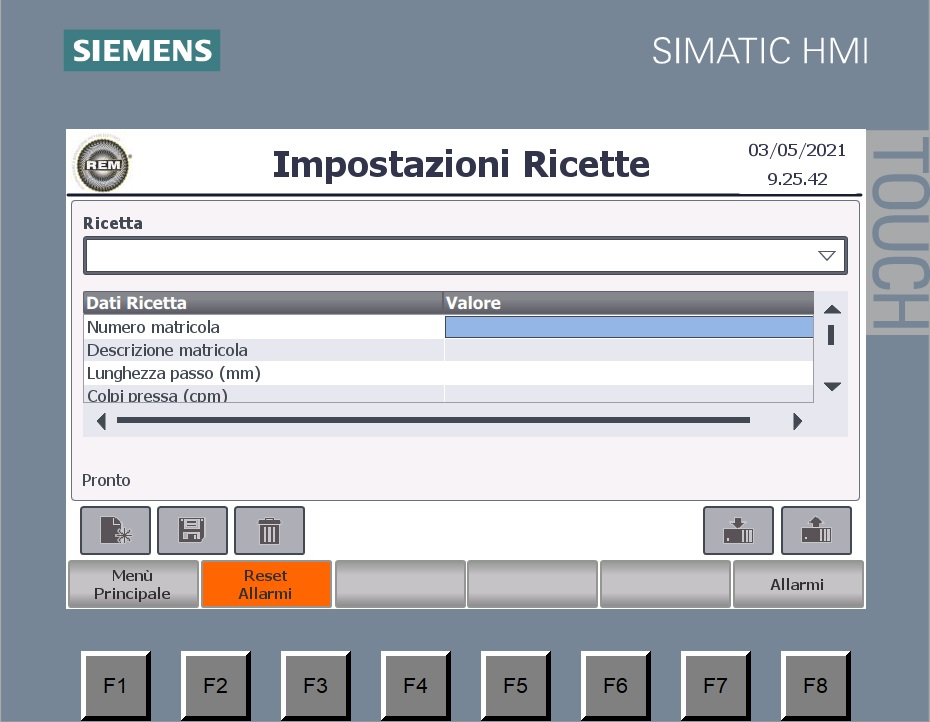 SIEMENS
SIMATIC HMI
TOUCH
REM
Impostazioni Ricette
03/05/2021
9.25.42
Ricetta
Dati Ricetta Valore
Numero matricola
Descrizione matricola
Lunghezza passo (mm)
Colpi pressa (cpm)
Pronto
Menù
Principale
Reset
Allarmi
Allarmi
F1 F2 F3 F4 F5 F6 F7 F8